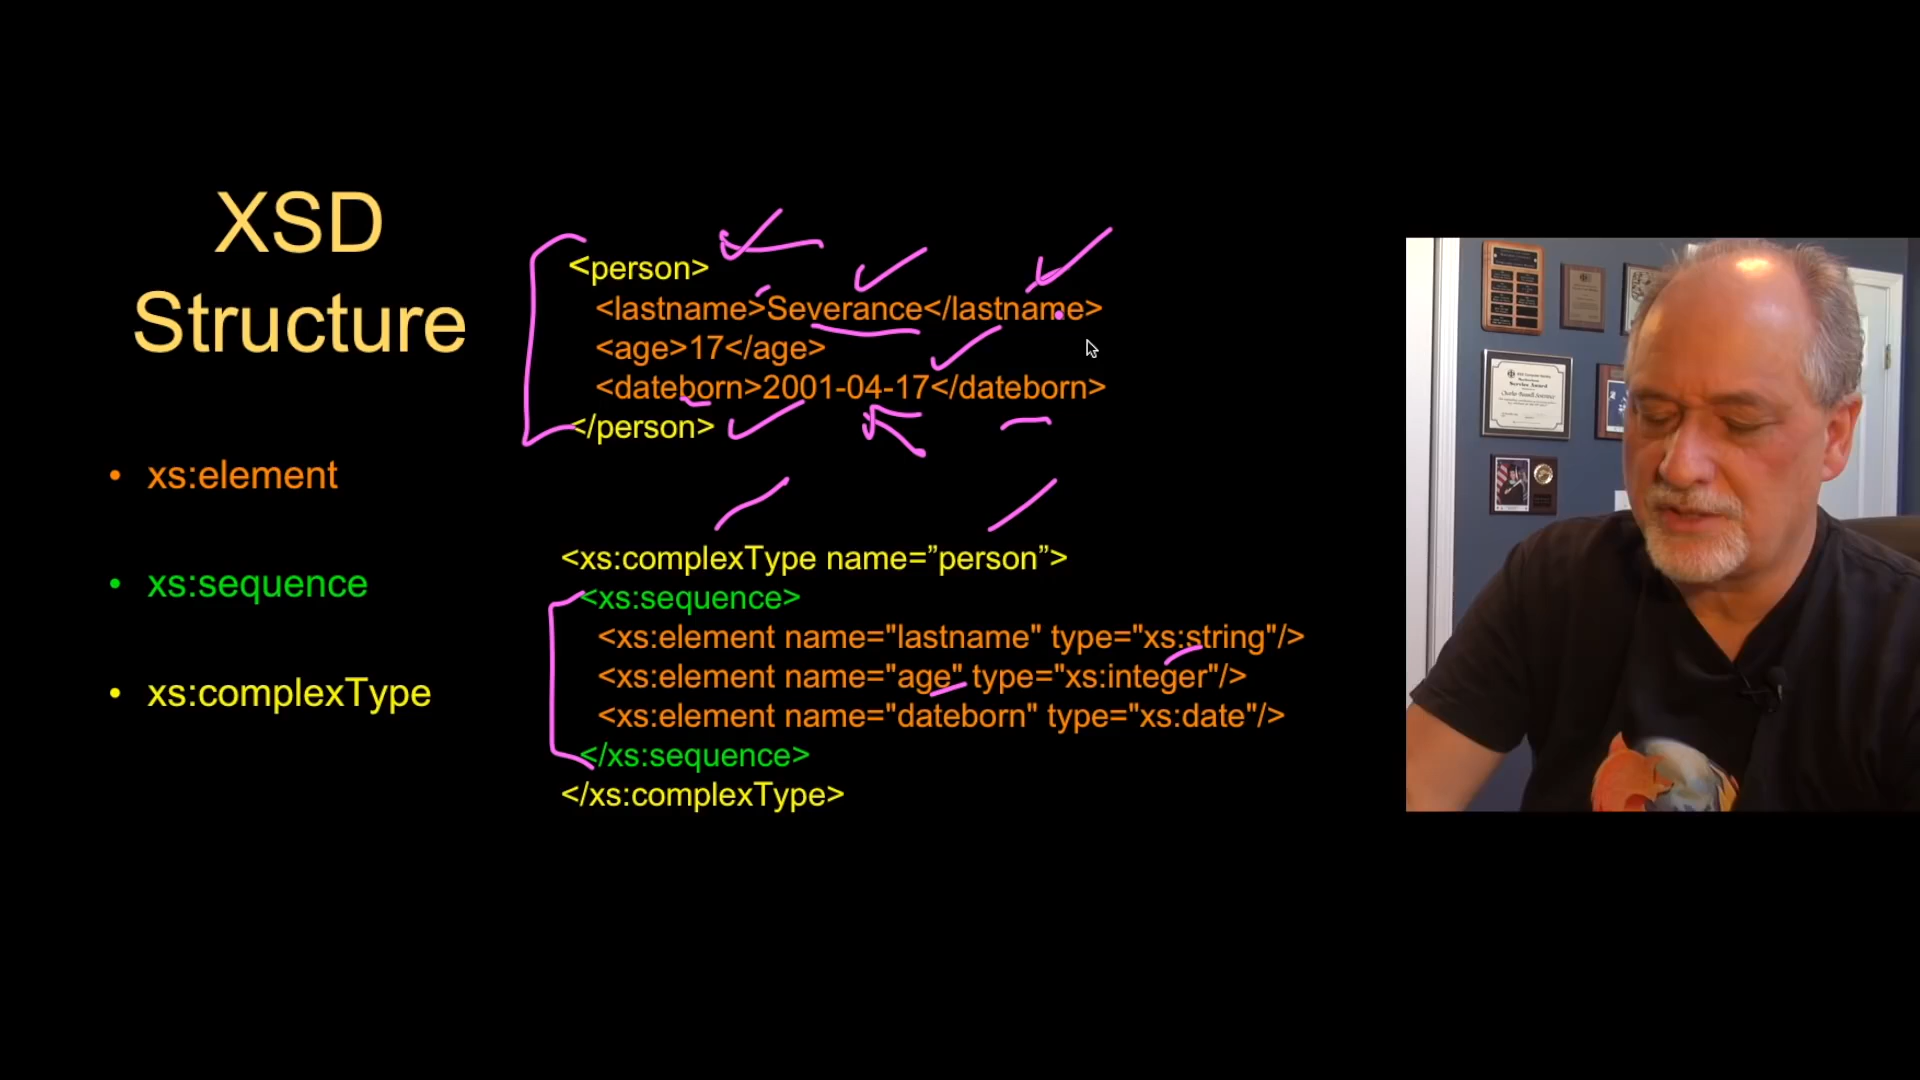 XSD
Structure
• xs:element
• xs:sequence
• xs:complexType
<person>
<lastname>Severance</lastname>
<age>17</age>
<dateborn>2001-04-17</dateborn>
</person>
<xs:complexType name=”person”>
<xs:sequence>
<xs:element name="lastname" type="xs:string"/>
<xs:element name="age" type="xs:integer"/>
<xs:element name="dateborn" type="xs:date"/>
</xs:sequence>
</xs:complexType>
Service Award